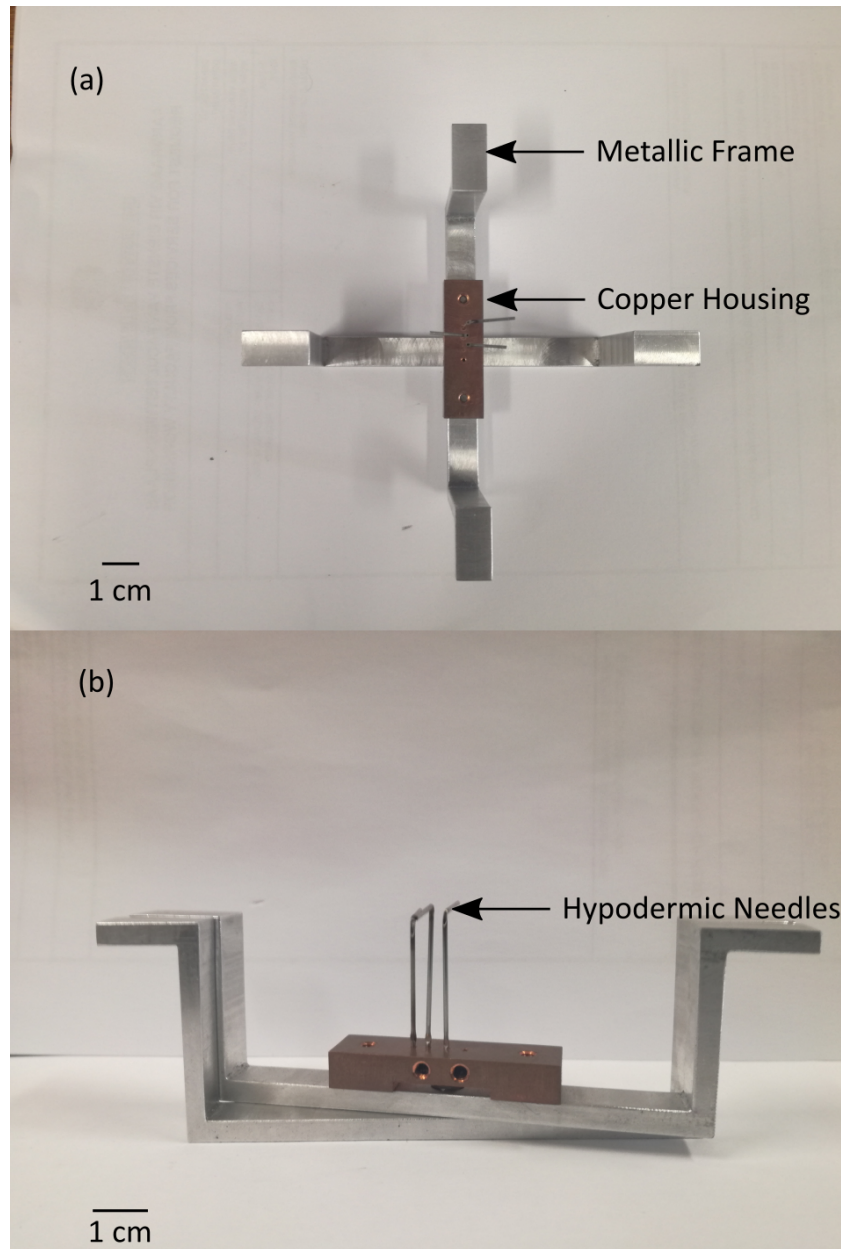 (a)
Metallic Frame
Copper Housing
1 cm
(b)
Hypodermic Needles
1 cm